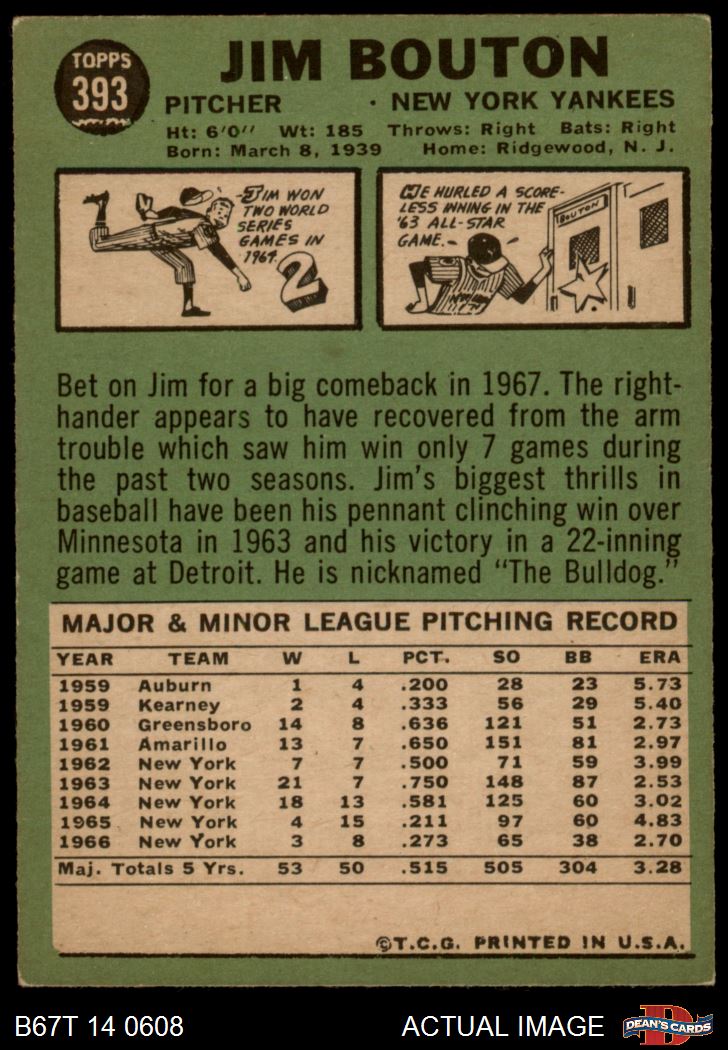 TOPPS
393
JIM BOUTON
PITCHER · NEW YORK YANKEES
Ht: 6'0" Wt: 185 Throws: Right Bats: Right
Born: March 8, 1939 Home: Ridgewood, N. J.
-JIM WON
TWO WORLD
SERIES
GAMES IN
1964.
2
HE HURLED A SCORE-
LESS INNING IN THE
'63 ALL-STAR
GAME.-
BOUTON
Bet on Jim for a big comeback in 1967. The right-
hander appears to have recovered from the arm
trouble which saw him win only 7 games during
the past two seasons. Jim's biggest thrills in
baseball have been his pennant clinching win over
Minnesota in 1963 and his victory in a 22-inning
game at Detroit. He is nicknamed "The Bulldog."
MAJOR & MINOR LEAGUE PITCHING RECORD
YEAR TEAM W L PCT. SO BB ERA
1959 Auburn 1 4 .200 28 23 5.73
1959 Kearney 2 4 .333 56 29 5.40
1960 Greensboro 14 8 .636 121 51 2.73
1961 Amarillo 13 7 .650 151 81 2.97
1962 New York 7 7 .500 71 59 3.99
1963 New York 21 7 .750 148 87 2.53
1964 New York 18 13 .581 125 60 3.02
1965 New York 4 15 .211 97 60 4.83
1966 New York 3 8 .273 65 38 2.70
Maj. Totals 5 Yrs. 53 50 .515 505 304 3.28
©T.C.G. PRINTED IN U.S.A.
B67T 14 0608 ACTUAL IMAGE
D
DEAN'S CARDS